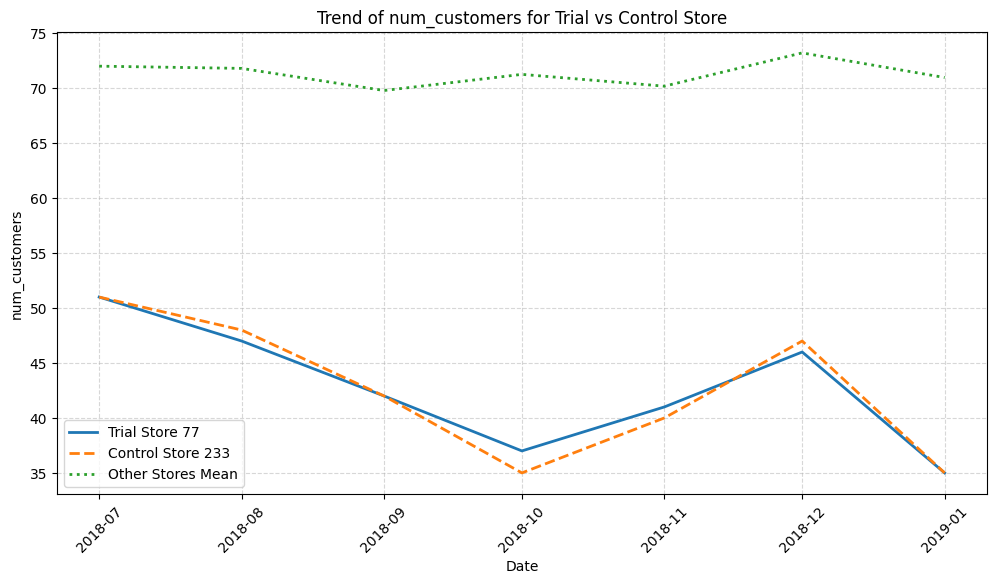 Trend of num_customers for Trial vs Control Store
num_customers
75
70
65
60
55
50
45
40
35
Trial Store 77
Control Store 233
Other Stores Mean
2018-07
2018-08
2018-09
2018-10
2018-11
2018-12
2019-01
Date